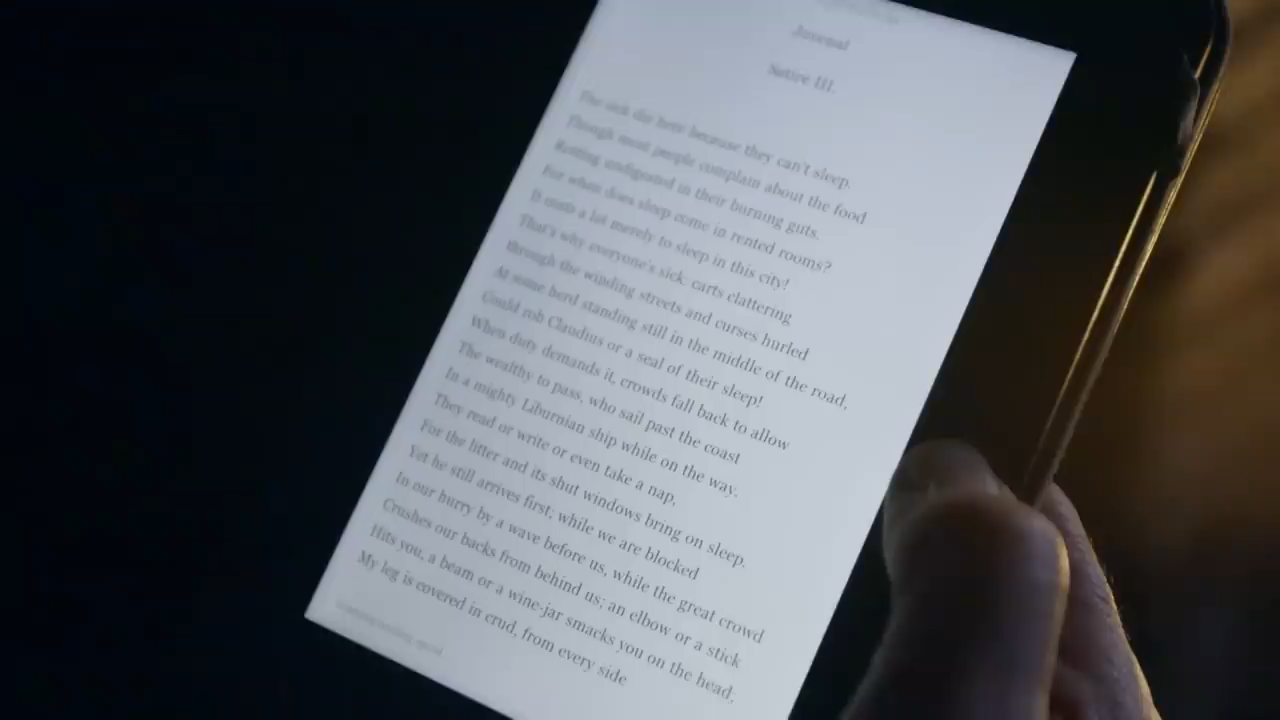 Juvenal
Satire III.
The sick die here because they can't sleep,
Though most people complain about the food
Rotting undigested in their burning guts.
For when does sleep come in rented rooms?
It costs a lot merely to sleep in this city!
That's why everyone's sick: carts clattering
through the winding streets and curses hurled
At some herd standing still in the middle of the road,
Could rob Claudius or a seal of their sleep!
When duty demands it, crowds fall back to allow
The wealthy to pass, who sail past the coast
In a mighty Liburnian ship while on the way.
They read or write or even take a nap,
For the litter and its shut windows bring on sleep.
Yet he still arrives first; while we are blocked
In our hurry by a wave before us, while the great crowd
Crushes our backs from behind us; an elbow or a stick
Hits you, a beam or a wine-jar smacks you on the head,
My leg is covered in crud, from every side